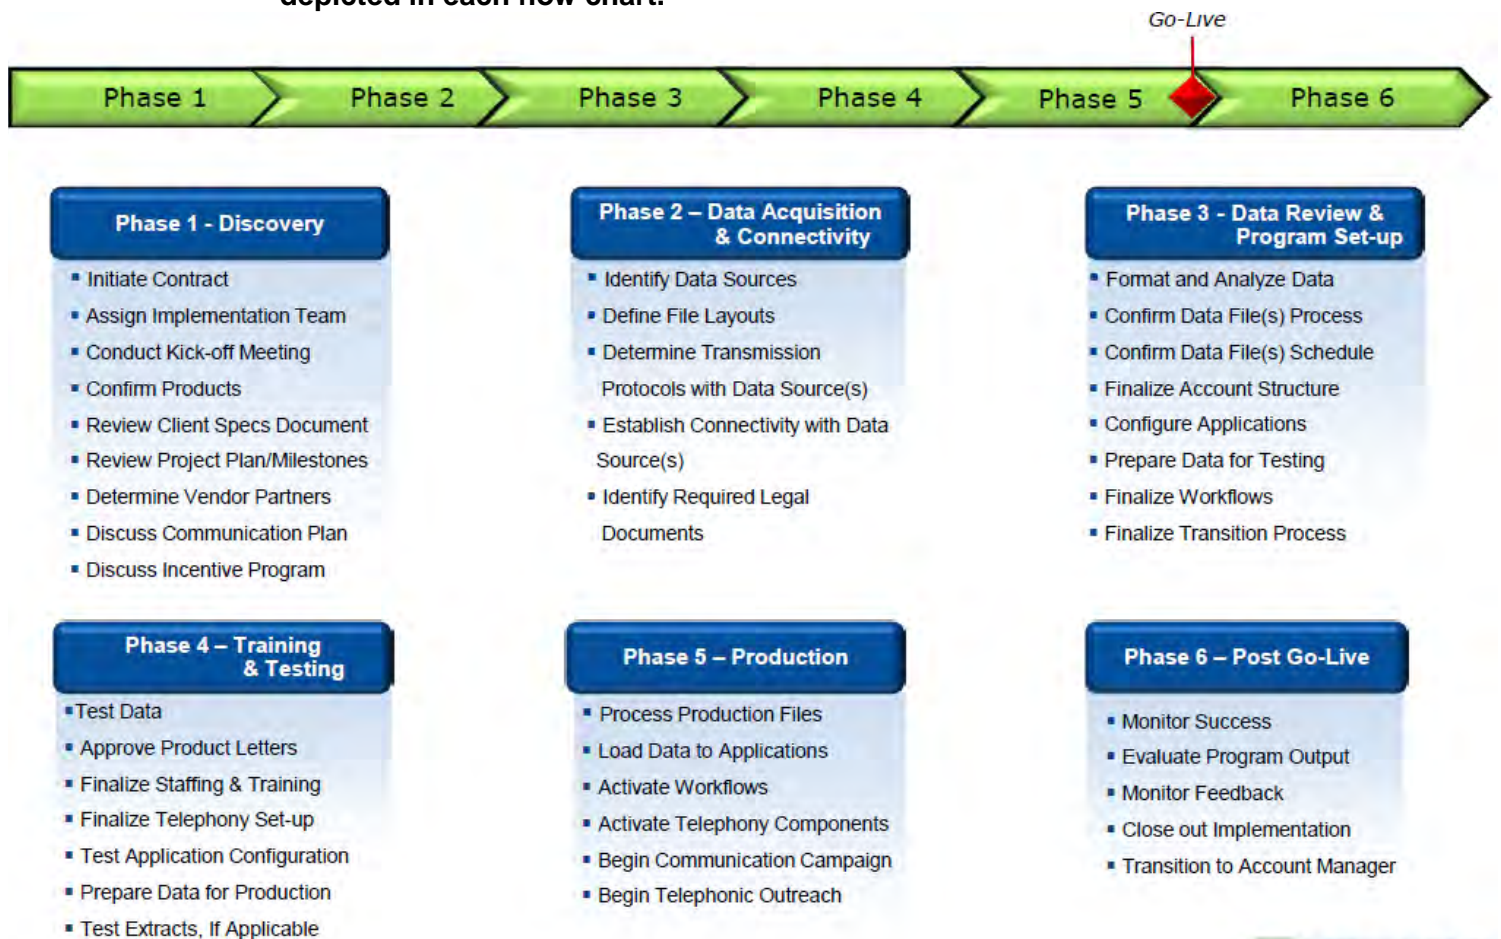 depicted in each flow chart.
Go-Live
Phase 1
Phase 2
Phase 3
Phase 4
Phase 5
Phase 6
Phase 1 - Discovery
▪ Initiate Contract
▪ Assign Implementation Team
▪ Conduct Kick-off Meeting
▪ Confirm Products
▪ Review Client Specs Document
▪ Review Project Plan/Milestones
▪ Determine Vendor Partners
▪ Discuss Communication Plan
▪ Discuss Incentive Program
Phase 2 – Data Acquisition
& Connectivity
▪ Identify Data Sources
▪ Define File Layouts
▪ Determine Transmission
Protocols with Data Source(s)
▪ Establish Connectivity with Data
Source(s)
▪ Identify Required Legal
Documents
Phase 3 - Data Review &
Program Set-up
▪ Format and Analyze Data
▪ Confirm Data File(s) Process
▪ Confirm Data File(s) Schedule
▪ Finalize Account Structure
▪ Configure Applications
▪ Prepare Data for Testing
▪ Finalize Workflows
▪ Finalize Transition Process
Phase 4 – Training
& Testing
▪Test Data
▪ Approve Product Letters
▪ Finalize Staffing & Training
▪ Finalize Telephony Set-up
▪ Test Application Configuration
▪ Prepare Data for Production
▪ Test Extracts, If Applicable
Phase 5 – Production
▪ Process Production Files
▪ Load Data to Applications
▪ Activate Workflows
▪ Activate Telephony Components
▪ Begin Communication Campaign
▪ Begin Telephonic Outreach
Phase 6 – Post Go-Live
▪ Monitor Success
▪ Evaluate Program Output
▪ Monitor Feedback
▪ Close out Implementation
▪ Transition to Account Manager